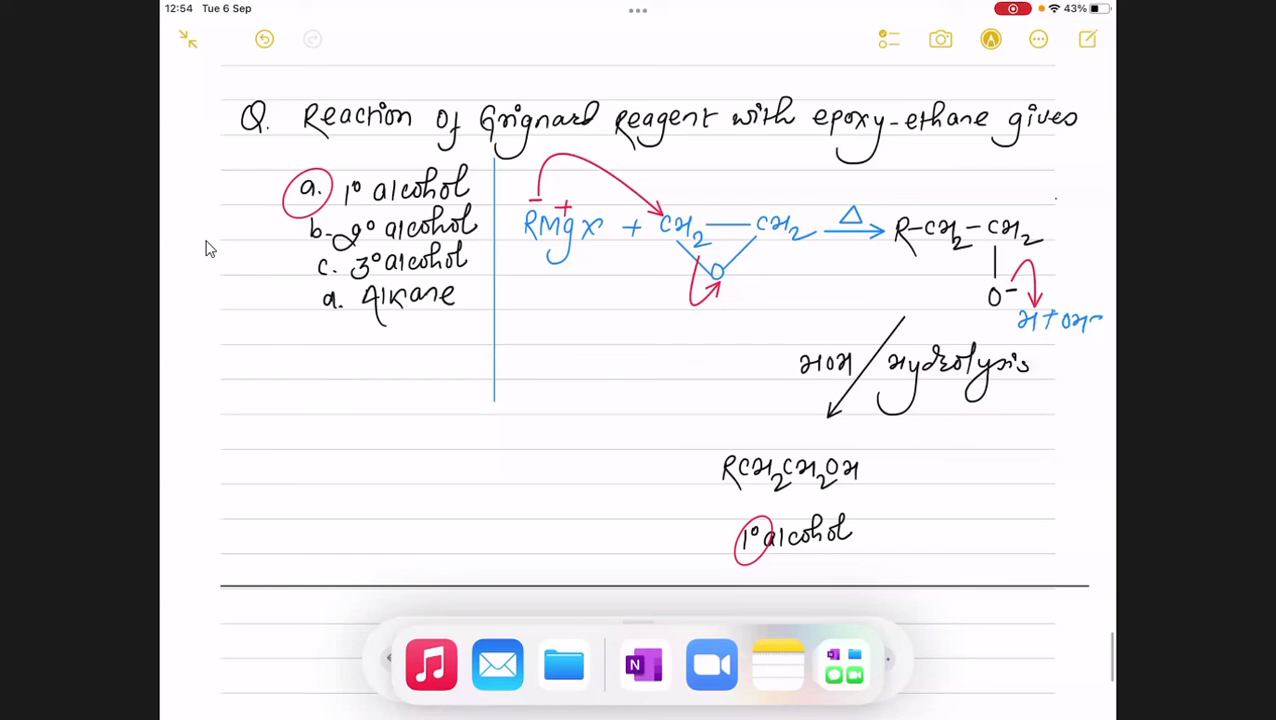 12:54 Tue 6 Sep
43%
Q. Reaction of Grignard Reagent with epoxy-ethane gives
a. 1° alcohol
b. 2° alcohol
c. 3° alcohol
d. Alkane
- +
RMgx + CH2 — CH2 Δ → R-CH2-CH2
O
O-
H+OH-
HOH / Hydrolysis
RCH2CH2OH
1° alcohol
N